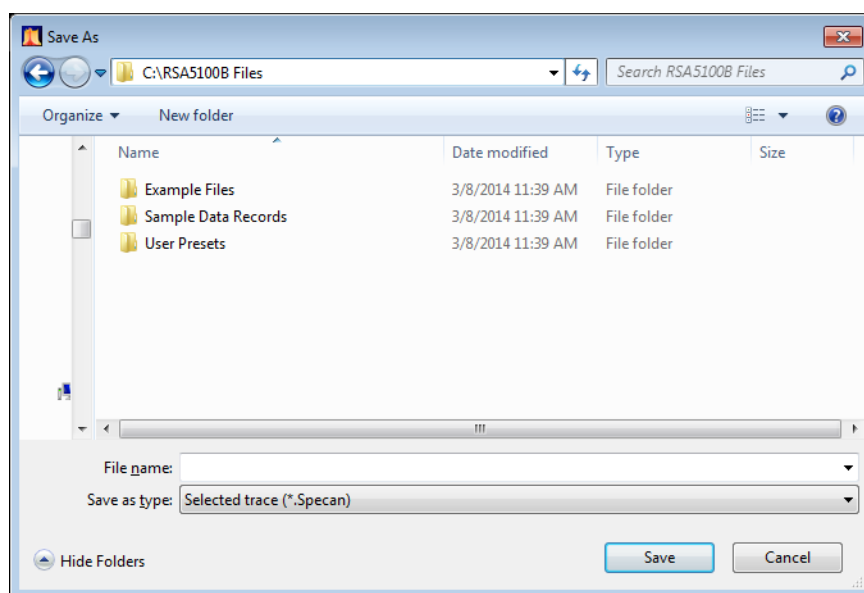 Save As
C:\RSA5100B Files
Search RSA5100B Files
Organize
New folder
Name Date modified Type Size
Example Files 3/8/2014 11:39 AM File folder
Sample Data Records 3/8/2014 11:39 AM File folder
User Presets 3/8/2014 11:39 AM File folder
File name:
Save as type: Selected trace (*.Specan)
Hide Folders
Save
Cancel